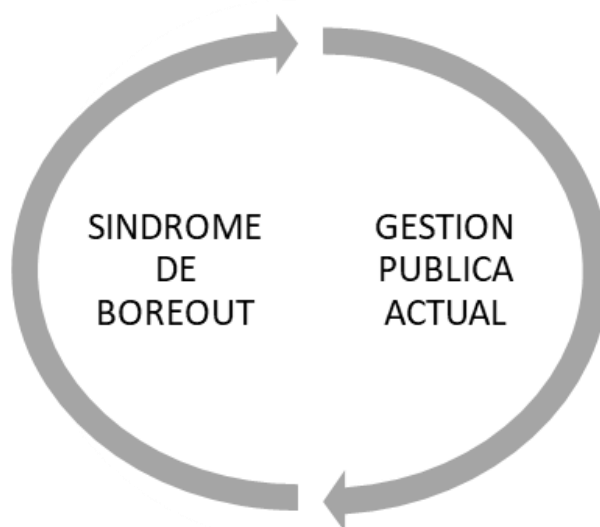 SINDROME
DE
BOREOUT
GESTION
PUBLICA
ACTUAL